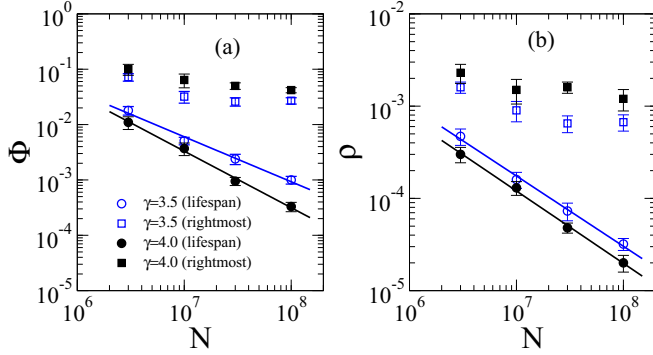 10^0
10^-1
10^-2
10^-3
10^-4
10^-5
Φ
(a)
γ=3.5 (lifespan)
γ=3.5 (rightmost)
γ=4.0 (lifespan)
γ=4.0 (rightmost)
10^6
10^7
10^8
N
10^-2
10^-3
10^-4
10^-5
ρ
(b)
10^6
10^7
10^8
N